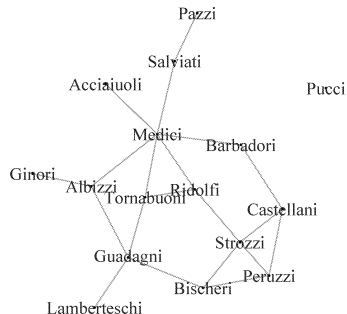 Pazzi
Salviati
Acciaiuoli
Pucci
Medici
Barbadori
Ginori
Albizzi
Tornabuoni
Ridolfi
Castellani
Strozzi
Guadagni
Peruzzi
Bischeri
Lamberteschi